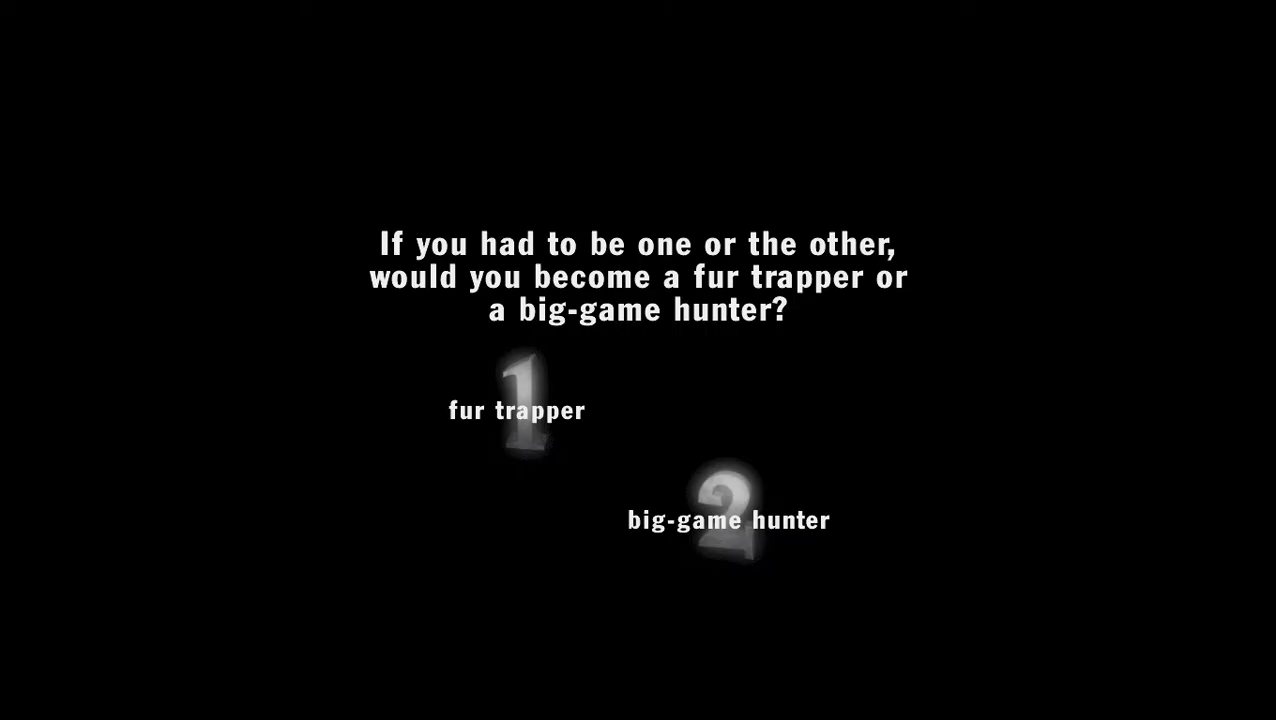 If you had to be one or the other,
would you become a fur trapper or
a big-game hunter?
1
fur trapper
2
big-game hunter